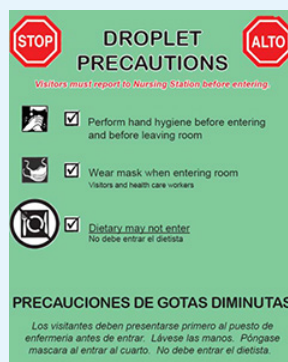 STOP
DROPLET
ALTO
PRECAUTIONS
Visitors must report to Nursing Station before entering.
Perform hand hygiene before entering
and before leaving room
Wear mask when entering room
Visitors and health care workers
Dietary may not enter
No debe entrar el dietista
PRECAUCIONES DE GOTAS DIMINUTAS
Los visitantes deben presentarse primero al puesto de
enfermeria antes de entrar. Lávese las manos. Póngase
mascara al entrar al cuarto. No debe entrar el dietista.